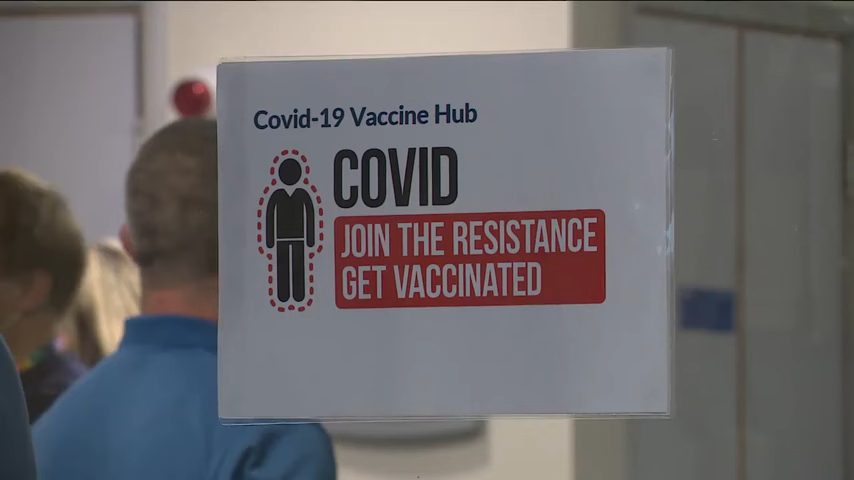 Covid-19 Vaccine Hub
COVID
JOIN THE RESISTANCE
GET VACCINATED